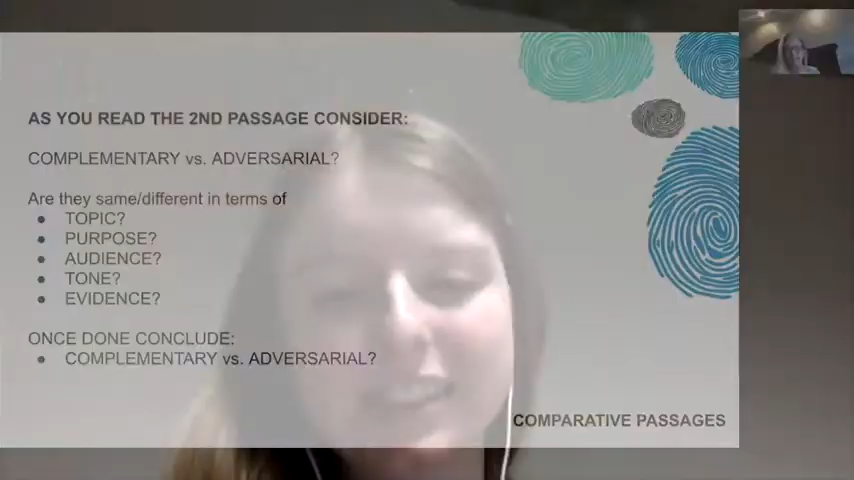 AS YOU READ THE 2ND PASSAGE CONSIDER:
COMPLEMENTARY vs. ADVERSARIAL?
Are they same/different in terms of
● TOPIC?
● PURPOSE?
● AUDIENCE?
● TONE?
● EVIDENCE?
ONCE DONE CONCLUDE:
● COMPLEMENTARY vs. ADVERSARIAL?
COMPARATIVE PASSAGES